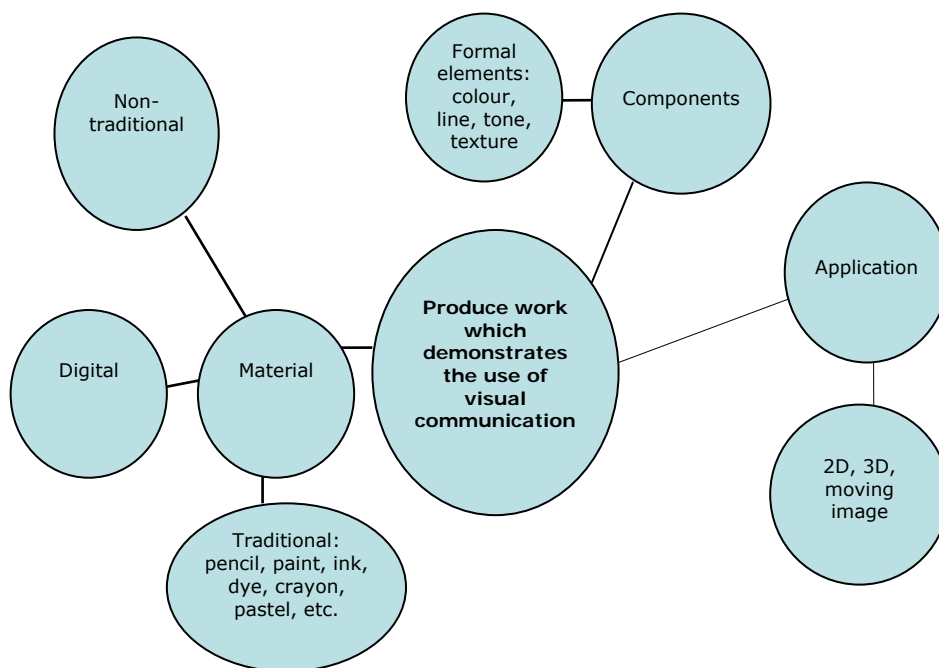 Formal
elements:
colour,
line, tone,
texture
Components
Non-
traditional
Application
Produce work
which
demonstrates
the use of
visual
communication
Digital
Material
2D, 3D,
moving
image
Traditional:
pencil, paint, ink,
dye, crayon,
pastel, etc.